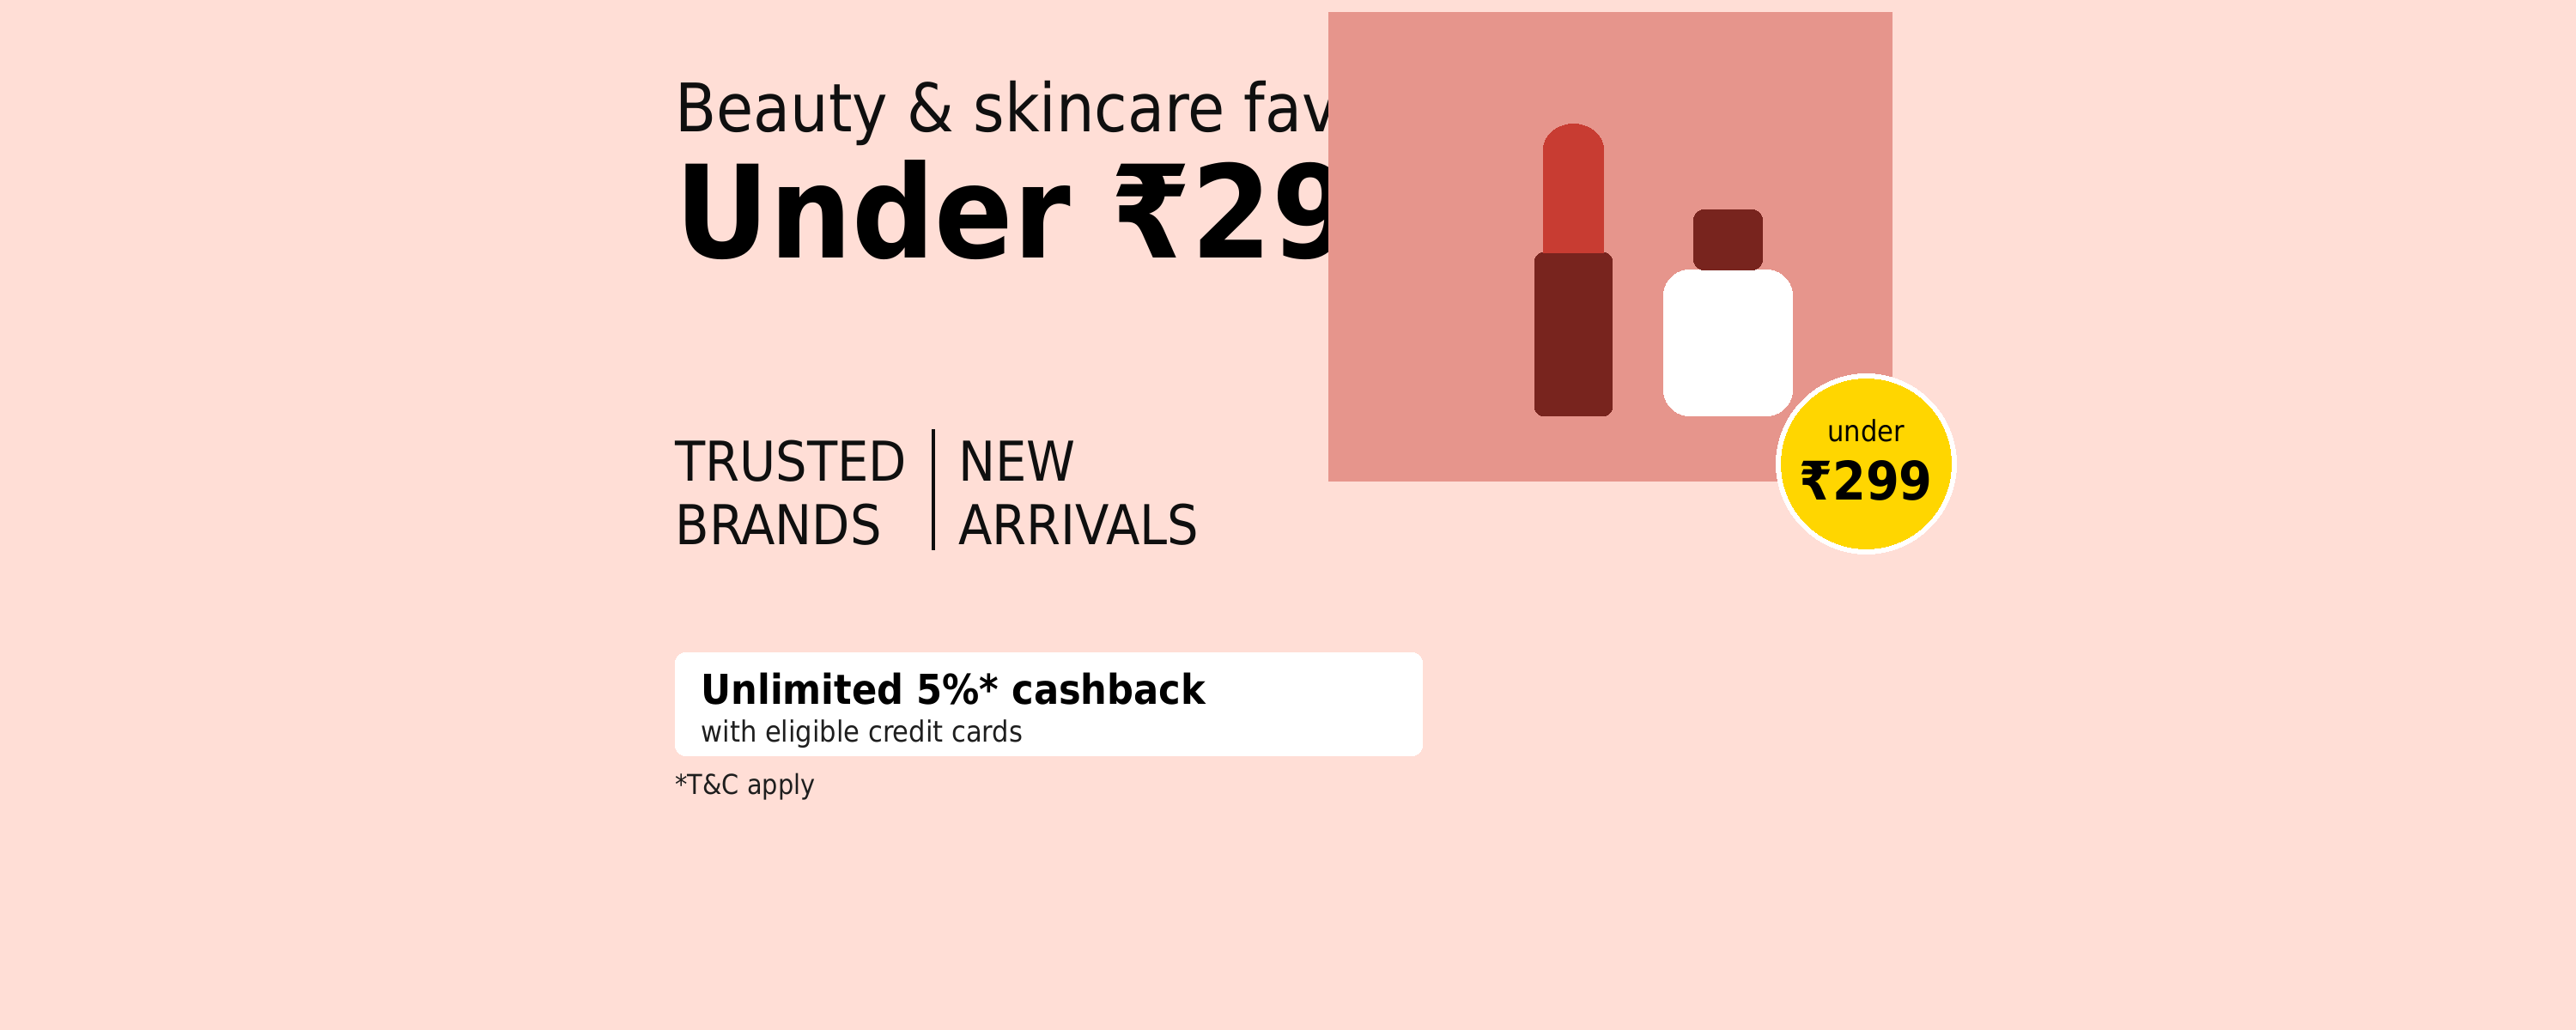 Beauty & skincare fav
Under ₹29
TRUSTED
BRANDS
NEW
ARRIVALS
under
₹299
Unlimited 5%* cashback
with eligible credit cards
*T&C apply